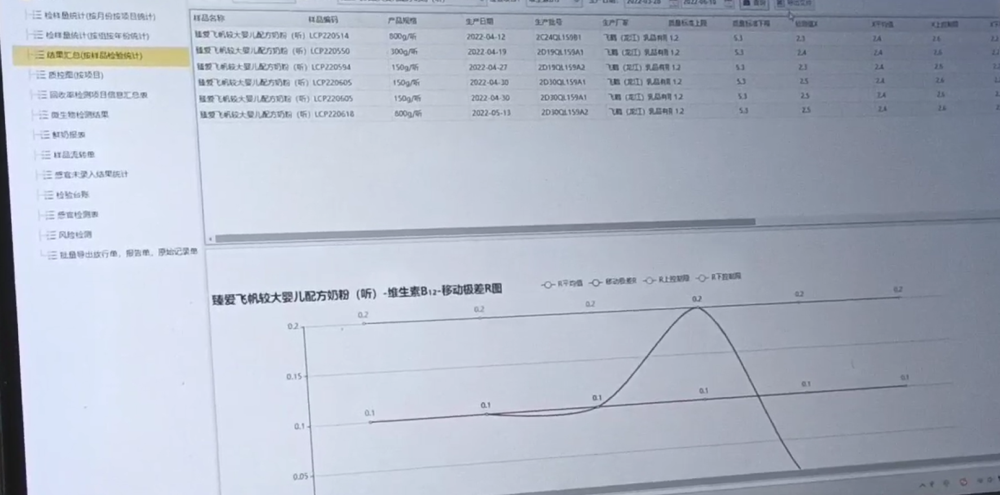 2022-03-28 2022-06-10 查询 导出文件
检样量统计(按月份按项目统计)
检样量统计(按组按年份统计)
结果汇总(按样品检验统计)
质控图(按项目)
回收率检测项目信息汇总表
微生物检测结果
鲜奶报表
样品流转单
感官未录入结果统计
检验台账
感官检测表
风险检测
批量导出放行单，报告单，原始记录单
样品名称 样品编码 产品规格 生产日期 生产批号 生产厂家 质量标准上限 质量标准下限 检测值X X平均值 X上控制限
臻爱飞帆较大婴儿配方奶粉（听） LCP220514 800g/听 2022-04-12 2C24QL159B1 飞鹤（龙江）乳品有限 1.2 5.3 2.3 2.4 2.6 2.2
臻爱飞帆较大婴儿配方奶粉（听） LCP220550 300g/听 2022-04-19 2D19QL159A1 飞鹤（龙江）乳品有限 1.2 5.3 2.4 2.4 2.6
臻爱飞帆较大婴儿配方奶粉（听） LCP220594 150g/听 2022-04-27 2D19QL159A2 飞鹤（龙江）乳品有限 1.2 5.3 2.3 2.4 2.6
臻爱飞帆较大婴儿配方奶粉（听） LCP220605 150g/听 2022-04-30 2D30QL159A1 飞鹤（龙江）乳品有限 1.2 5.3 2.5 2.4 2.6
臻爱飞帆较大婴儿配方奶粉（听） LCP220605 150g/听 2022-04-30 2D30QL159A1 飞鹤（龙江）乳品有限 1.2 5.3 2.5 2.4 2.6
臻爱飞帆较大婴儿配方奶粉（听） LCP220618 800g/听 2022-05-13 2D30QL159A2 飞鹤（龙江）乳品有限 1.2 5.3 2.5 2.4 2.6
臻爱飞帆较大婴儿配方奶粉（听）-维生素B₁₂-移动极差R图
R平均值 移动极差R R上控制限 R下控制限
0.2 0.2 0.2 0.2 0.2 0.2
0.2
0.15
0.1 0.1 0.1 0.1 0.1 0.1
0.1
0.05